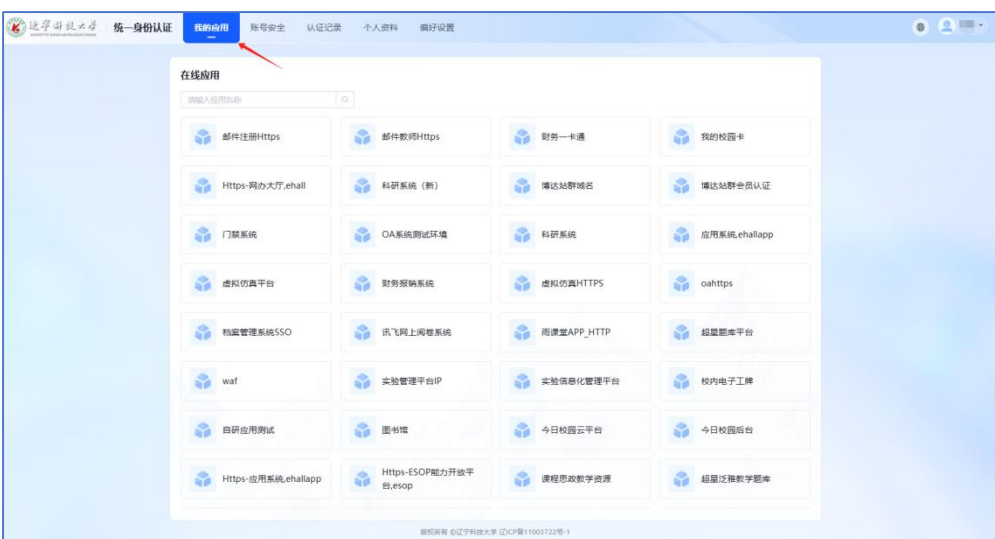 辽宁科技大学 统一身份认证 我的应用 账号安全 认证记录 个人资料 偏好设置
在线应用
请输入应用名称
邮件注册Https 邮件教师Https 财务一卡通 我的校园卡
Https-网办大厅,ehall 科研系统（新） 博达站群域名 博达站群会员认证
门禁系统 OA系统测试环境 科研系统 应用系统,ehallapp
虚拟仿真平台 财务报销系统 虚拟仿真HTTPS oahttps
档案管理系统SSO 讯飞网上阅卷系统 雨课堂APP_HTTP 超星题库平台
waf 实验管理平台IP 实验信息化管理平台 校内电子工牌
自研应用测试 图书馆 今日校园云平台 今日校园后台
Https-应用系统,ehallapp Https-ESOP能力开放平台,esop 课程思政教学资源 超星泛雅教学题库
版权所有 ©辽宁科技大学 辽ICP备11003722号-1